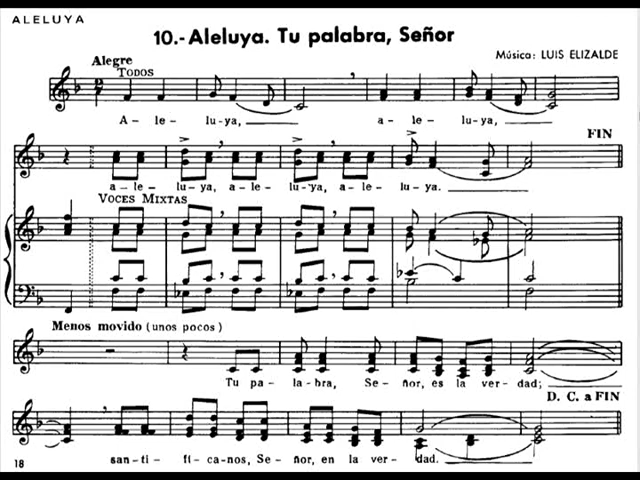 ALELUYA
10.-Aleluya. Tu palabra, Señor
Música: LUIS ELIZALDE
Alegre
TODOS
A - le - lu - ya, a - le - lu - ya,
FIN
a - le - lu - ya, a - le - lu - ya, a - le - lu - ya.
VOCES MIXTAS
Menos movido (unos pocos)
Tu pa - la - bra, Se - ñor, es la ver - dad;
D. C. a FIN
san - ti - fí - ca - nos, Se - ñor, en la ver - dad.
18